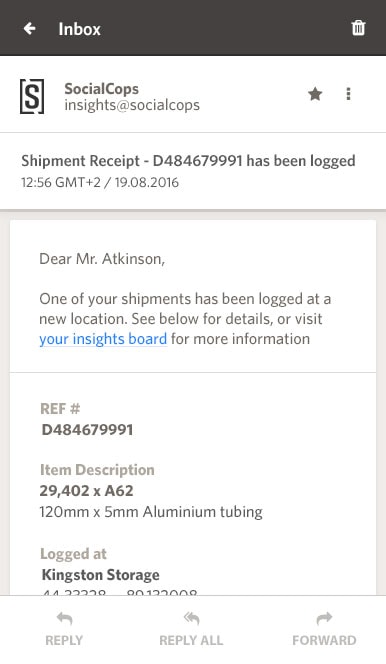 Inbox
[S]
SocialCops
insights@socialcops
Shipment Receipt - D484679991 has been logged
12:56 GMT+2 / 19.08.2016
Dear Mr. Atkinson,
One of your shipments has been logged at a
new location. See below for details, or visit
your insights board for more information
REF #
D484679991
Item Description
29,402 x A62
120mm x 5mm Aluminium tubing
Logged at
Kingston Storage
REPLY
REPLY ALL
FORWARD